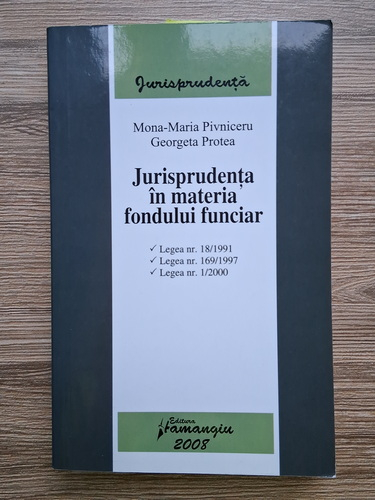 Jurisprudență
Mona-Maria Pivniceru
Georgeta Protea
Jurisprudența
în materia
fondului funciar
✓ Legea nr. 18/1991
✓ Legea nr. 169/1997
✓ Legea nr. 1/2000
Editura
Hamangiu
2008